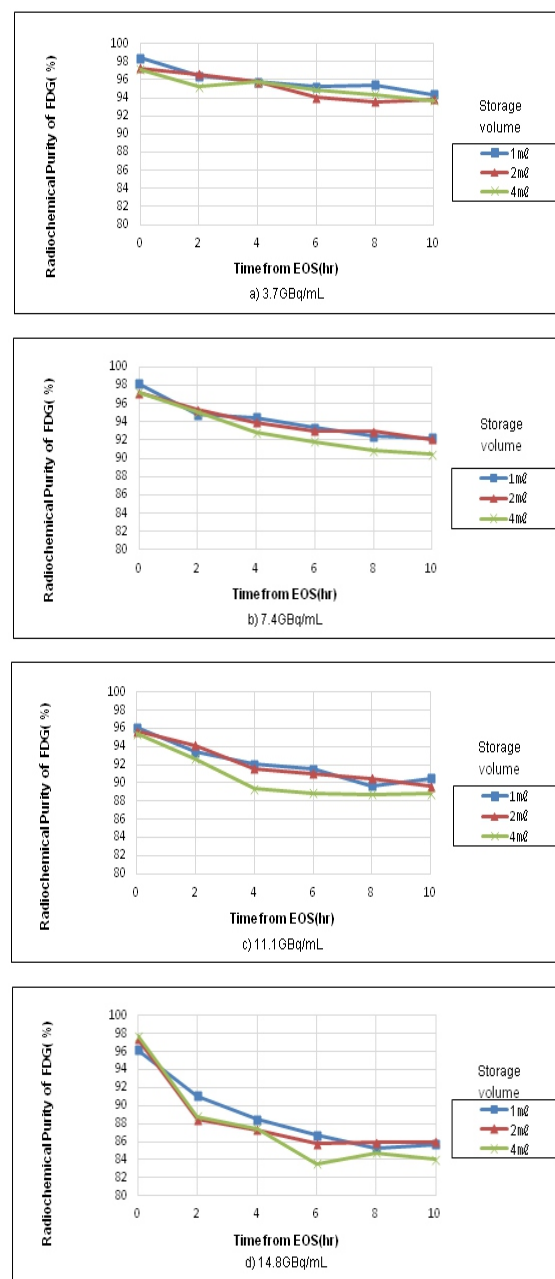 Radiochemical Purity of FDG( %)
100
98
96
94
92
90
88
86
84
82
80
0 2 4 6 8 10
Time from EOS(hr)
a) 3.7GBq/mL
Storage
volume
1mℓ
2mℓ
4mℓ
Radiochemical Purity of FDG( %)
100
98
96
94
92
90
88
86
84
82
80
0 2 4 6 8 10
Time from EOS(hr)
b) 7.4GBq/mL
Storage
volume
1mℓ
2mℓ
4mℓ
Radiochemical Purity of FDG( %)
100
98
96
94
92
90
88
86
84
82
80
0 2 4 6 8 10
Time from EOS(hr)
c) 11.1GBq/mL
Storage
volume
1mℓ
2mℓ
4mℓ
Radiochemical Purity of FDG( %)
100
98
96
94
92
90
88
86
84
82
80
0 2 4 6 8 10
Time from EOS(hr)
d) 14.8GBq/mL
Storage
volume
1mℓ
2mℓ
4mℓ